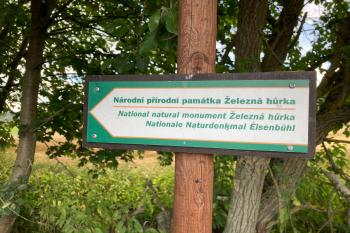 Národní přírodní památka Železná hůrka
National natural monument Železná hůrka
Nationale Naturdenkmal Eisenbühl